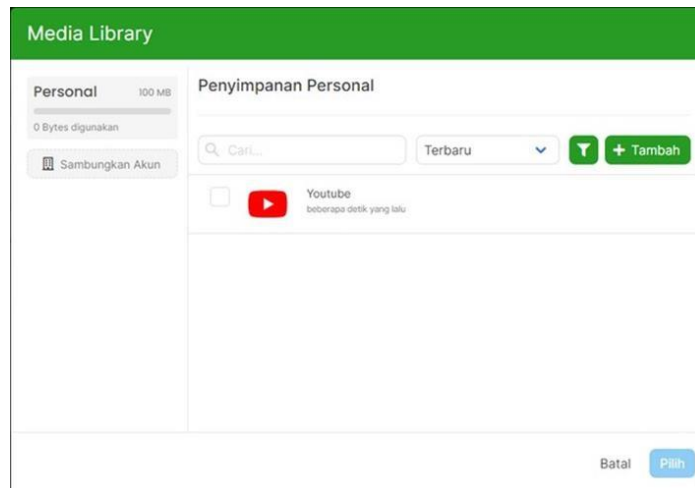 Media Library
Personal 100 MB
0 Bytes digunakan
Sambungkan Akun
Penyimpanan Personal
Cari...
Terbaru
+ Tambah
Youtube
beberapa detik yang lalu
Batal
Pilih